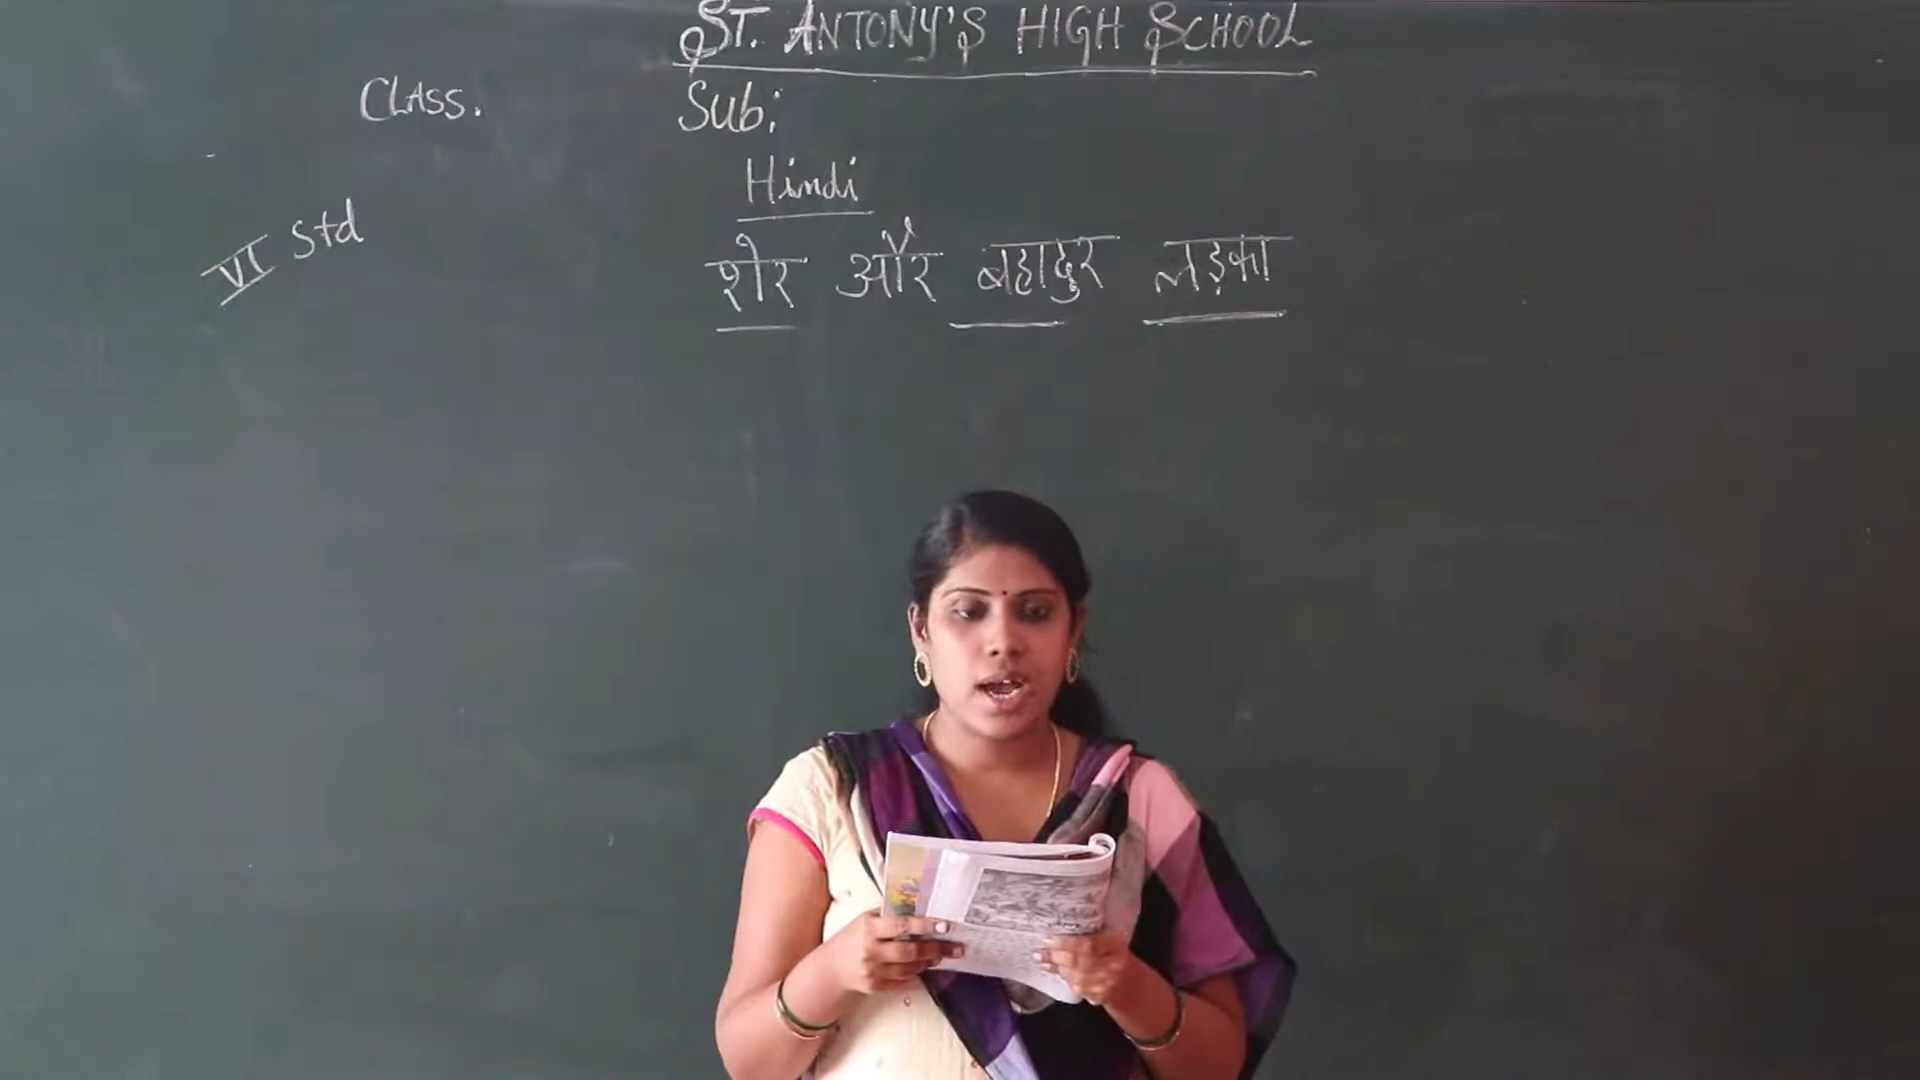 ST. ANTONY'S HIGH SCHOOL
CLASS. Sub:
Hindi
VI Std
शेर और बहादुर लड़का